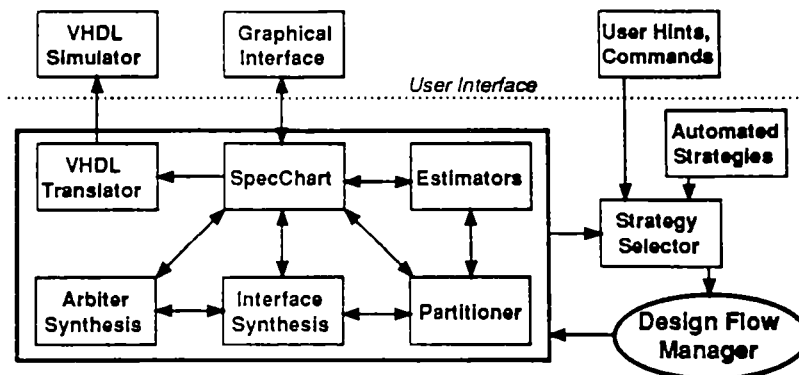 VHDL
Simulator
Graphical
Interface
User Hints,
Commands
User Interface
Automated
Strategies
VHDL
Translator
SpecChart
Estimators
Strategy
Selector
Arbiter
Synthesis
Interface
Synthesis
Partitioner
Design Flow
Manager